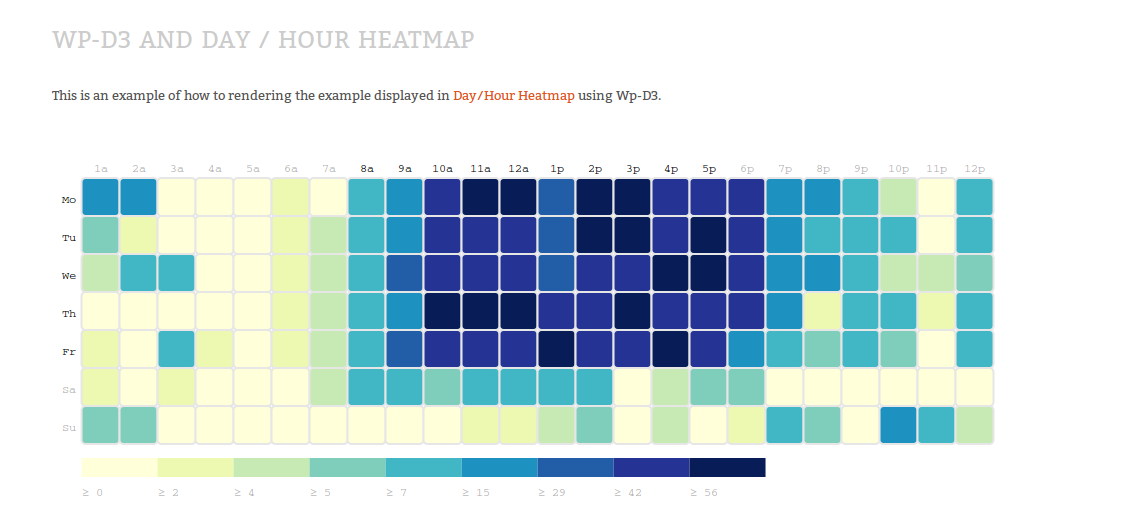 WP-D3 AND DAY / HOUR HEATMAP
This is an example of how to rendering the example displayed in Day/Hour Heatmap using Wp-D3.
1a 2a 3a 4a 5a 6a 7a 8a 9a 10a 11a 12a 1p 2p 3p 4p 5p 6p 7p 8p 9p 10p 11p 12p
Mo
Tu
We
Th
Fr
Sa
Su
≥ 0 ≥ 2 ≥ 4 ≥ 5 ≥ 7 ≥ 15 ≥ 29 ≥ 42 ≥ 56